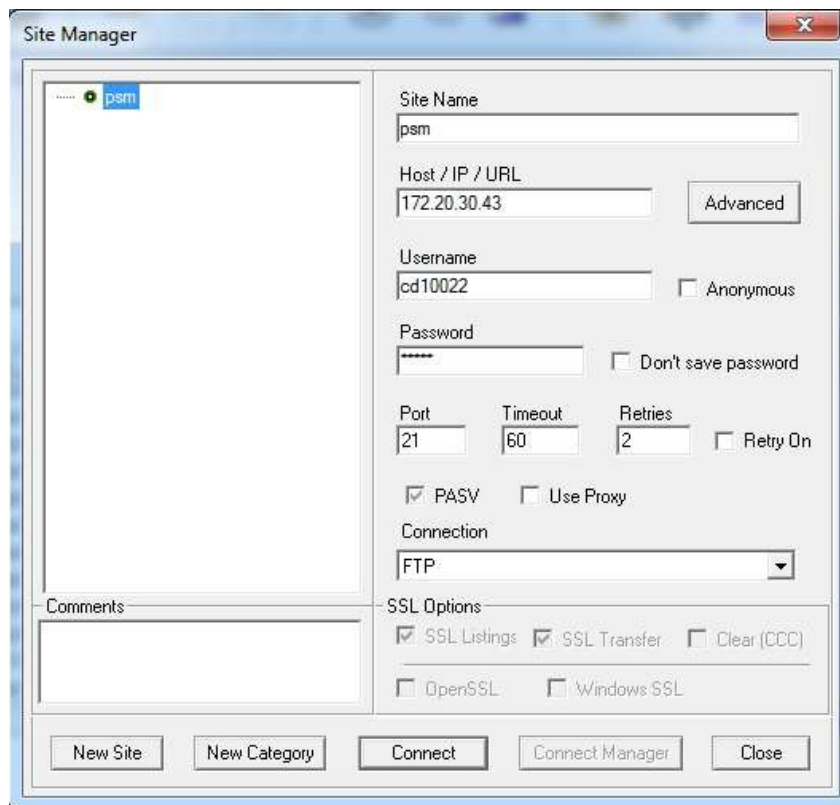 Site Manager
psm
Site Name
psm
Host / IP / URL
172.20.30.43
Advanced
Username
cd10022
Anonymous
Password
*****
Don't save password
Port Timeout Retries
21 60 2 Retry On
PASV Use Proxy
Connection
FTP
Comments
SSL Options
SSL Listings SSL Transfer Clear (CCC)
OpenSSL Windows SSL
New Site New Category Connect Connect Manager Close